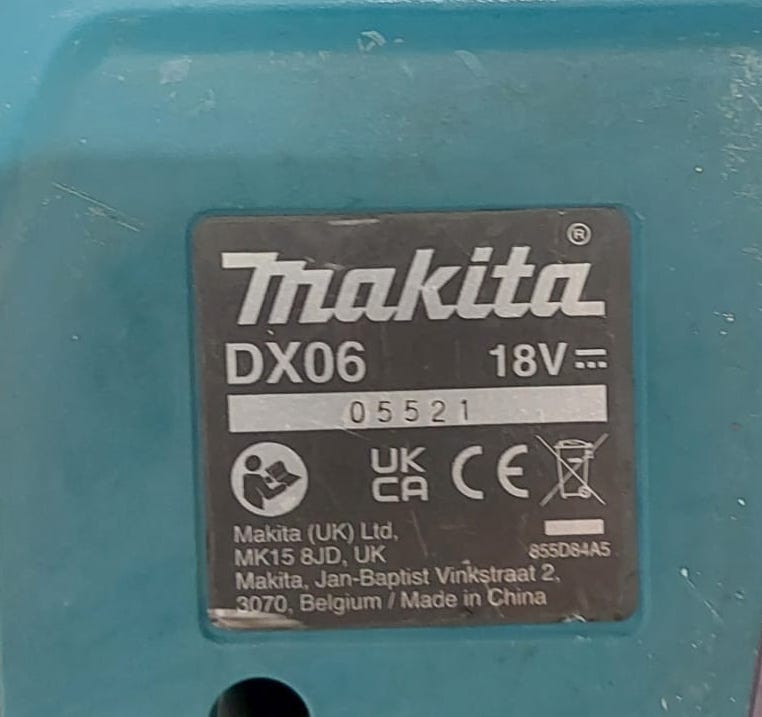 makita®
DX06 18V
05521
UK
CA CE
Makita (UK) Ltd,
MK15 8JD, UK 855D84A5
Makita, Jan-Baptist Vinkstraat 2,
3070, Belgium / Made in China